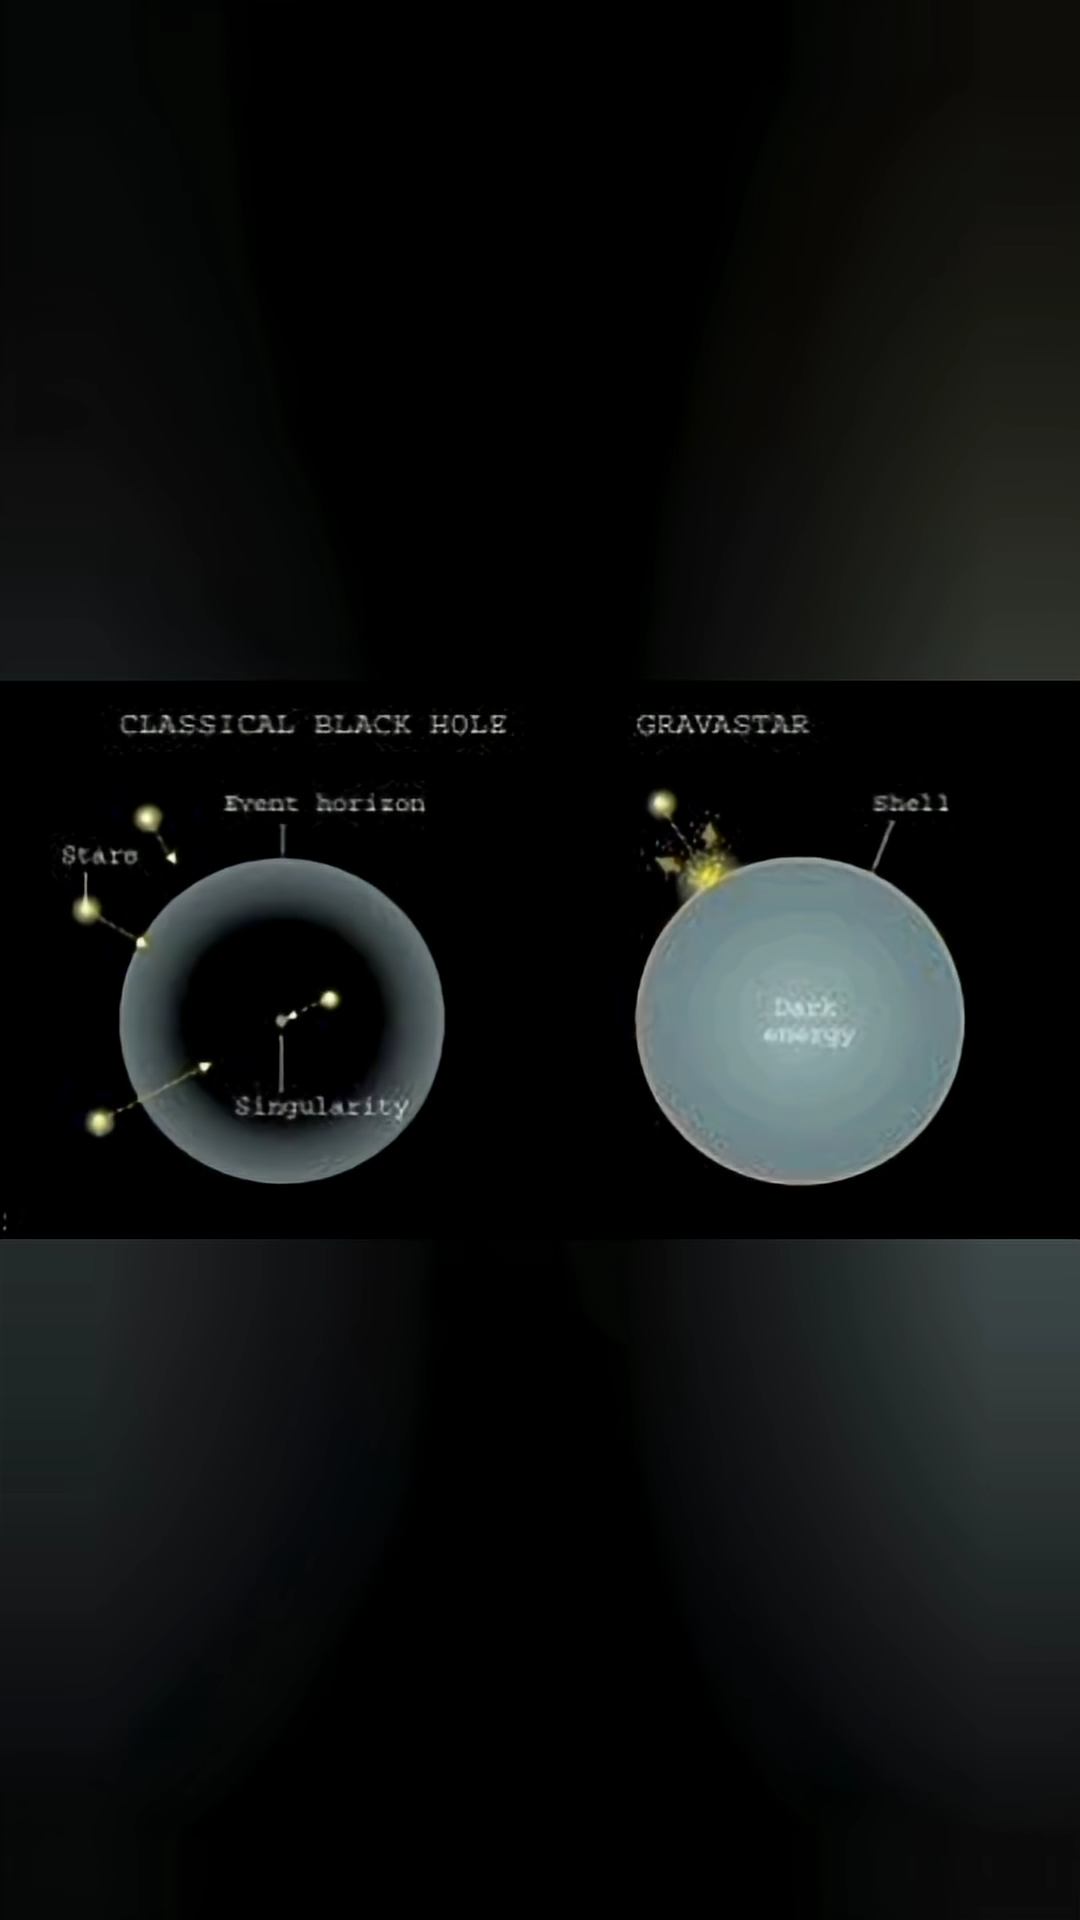 CLASSICAL BLACK HOLE
GRAVASTAR
Event horizon
Shell
Stars
Dark
energy
Singularity